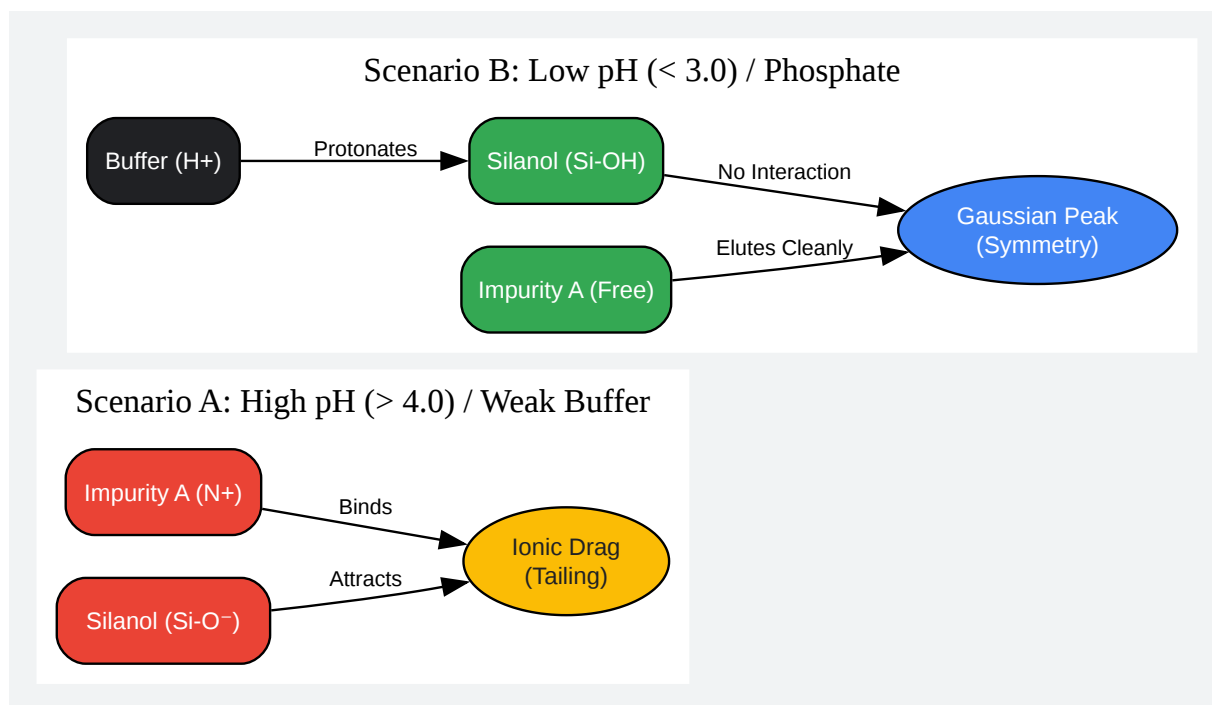 Scenario B: Low pH (< 3.0) / Phosphate
Buffer (H+)
Protonates
Silanol (Si-OH)
No Interaction
Gaussian Peak
(Symmetry)
Elutes Cleanly
Impurity A (Free)
Scenario A: High pH (> 4.0) / Weak Buffer
Impurity A (N+)
Binds
Ionic Drag
(Tailing)
Attracts
Silanol (Si-O⁻)